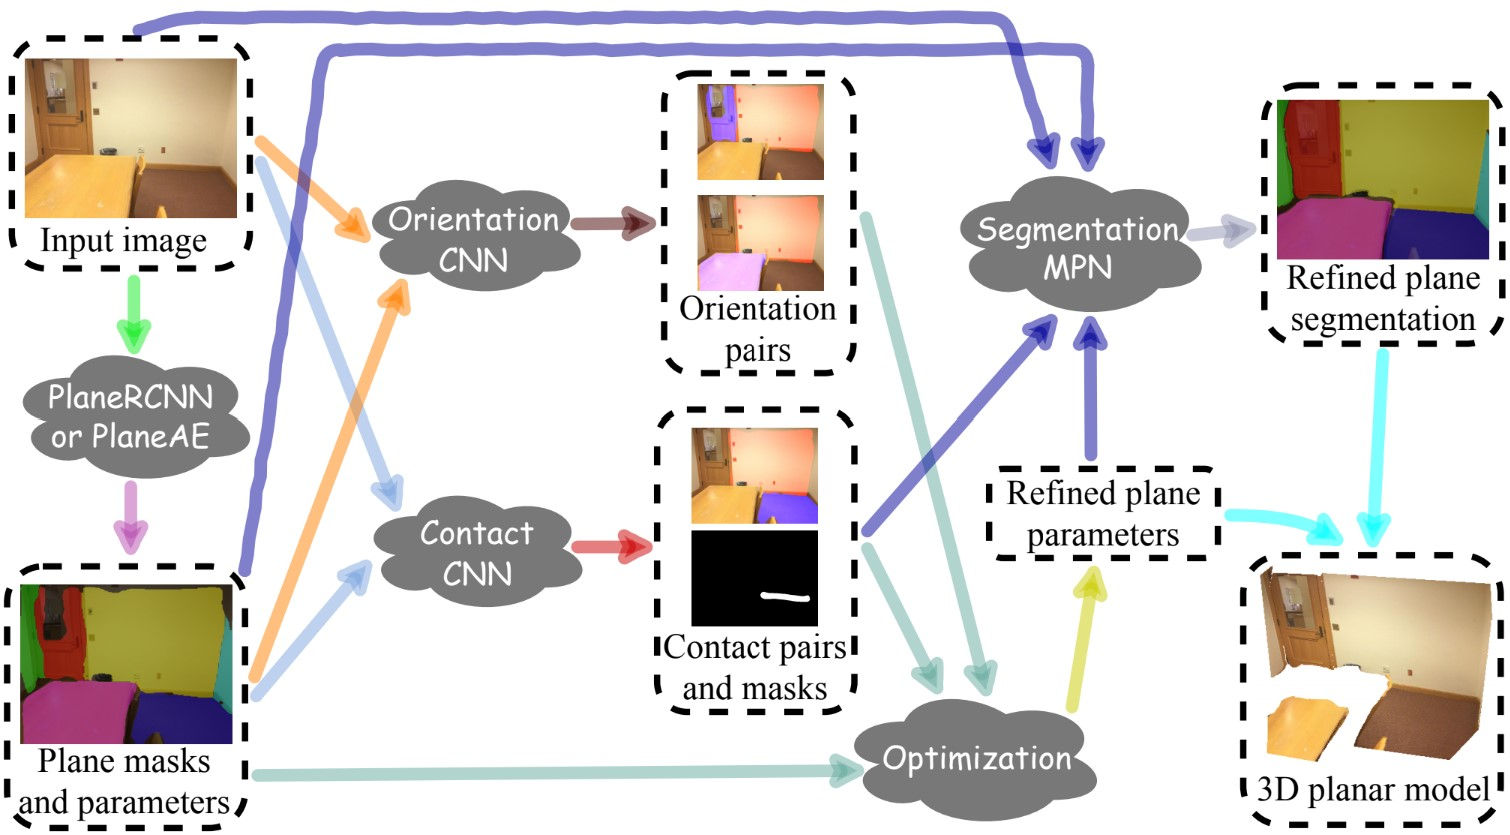 Input image
PlaneRCNN
or PlaneAE
Plane masks
and parameters
Orientation
CNN
Contact
CNN
Orientation
pairs
Contact pairs
and masks
Optimization
Segmentation
MPN
Refined plane
parameters
Refined plane
segmentation
3D planar model